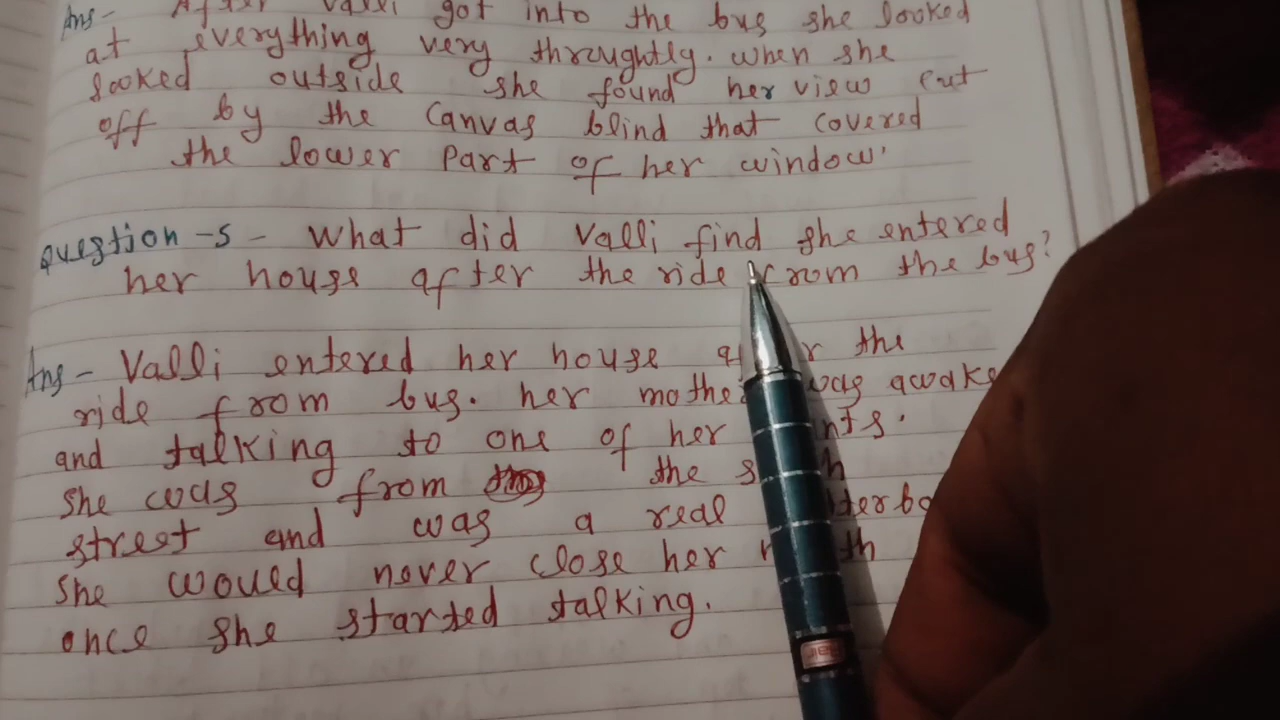 Ans - After Valli got into the bus she looked
at everything very throughtly. when she
looked outside she found her view cut
off by the Canvas blind that covered
the lower Part of her window.
question -5 - What did Valli find she entered
her house after the ride from the bus?
Ans - Valli entered her house the
ride from bus. her was awake
and talking to one of her
She was from the
street and was a real
She would never close her
once she started talking.